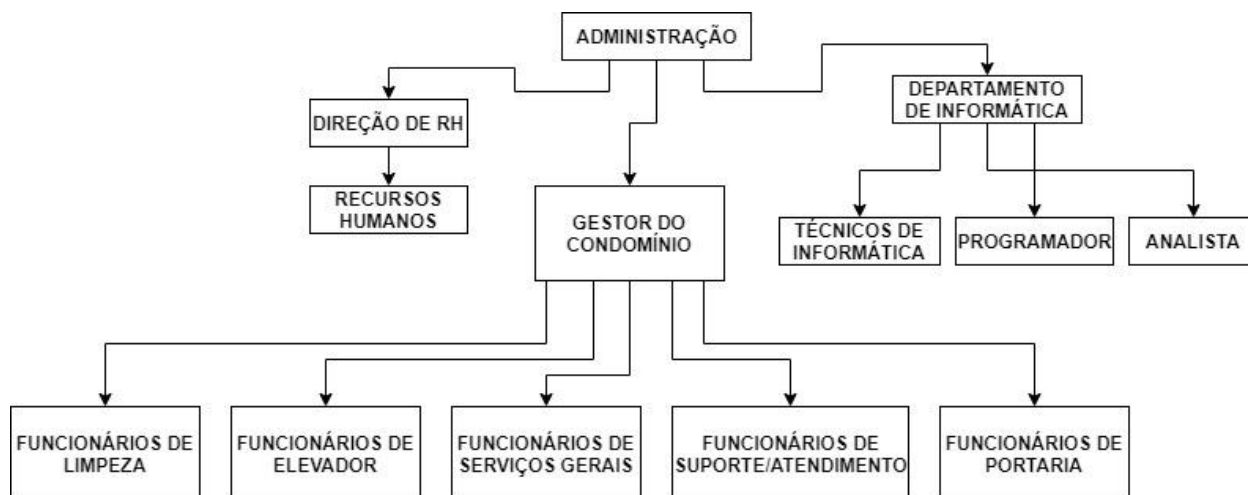 ADMINISTRAÇÃO
DIREÇÃO DE RH
DEPARTAMENTO
DE INFORMÁTICA
RECURSOS
HUMANOS
GESTOR DO
CONDOMÍNIO
TÉCNICOS DE
INFORMÁTICA
PROGRAMADOR
ANALISTA
FUNCIONÁRIOS DE
LIMPEZA
FUNCIONÁRIOS DE
ELEVADOR
FUNCIONÁRIOS DE
SERVIÇOS GERAIS
FUNCIONÁRIOS DE
SUPORTE/ATENDIMENTO
FUNCIONÁRIOS DE
PORTARIA